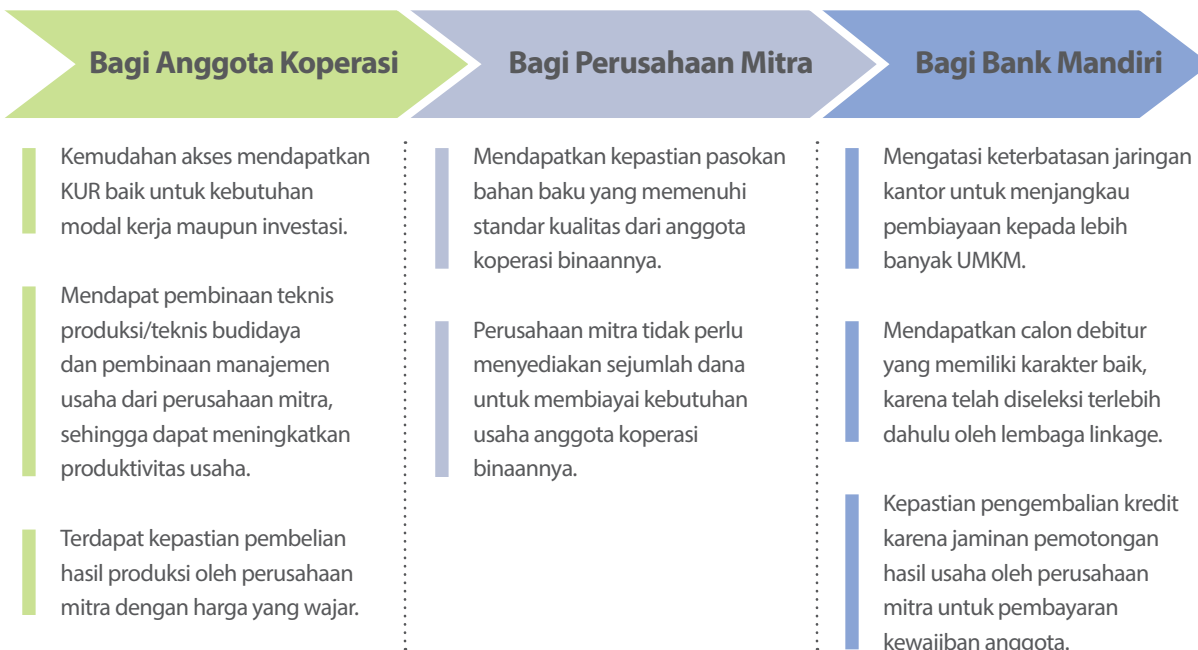 Bagi Anggota Koperasi
Kemudahan akses mendapatkan
KUR baik untuk kebutuhan
modal kerja maupun investasi.
Mendapat pembinaan teknis
produksi/teknis budidaya
dan pembinaan manajemen
usaha dari perusahaan mitra,
sehingga dapat meningkatkan
produktivitas usaha.
Terdapat kepastian pembelian
hasil produksi oleh perusahaan
mitra dengan harga yang wajar.
Bagi Perusahaan Mitra
Mendapatkan kepastian pasokan
bahan baku yang memenuhi
standar kualitas dari anggota
koperasi binaannya.
Perusahaan mitra tidak perlu
menyediakan sejumlah dana
untuk membiayai kebutuhan
usaha anggota koperasi
binaannya.
Bagi Bank Mandiri
Mengatasi keterbatasan jaringan
kantor untuk menjangkau
pembiayaan kepada lebih
banyak UMKM.
Mendapatkan calon debitur
yang memiliki karakter baik,
karena telah diseleksi terlebih
dahulu oleh lembaga linkage.
Kepastian pengembalian kredit
karena jaminan pemotongan
hasil usaha oleh perusahaan
mitra untuk pembayaran
kewajiban anggota.